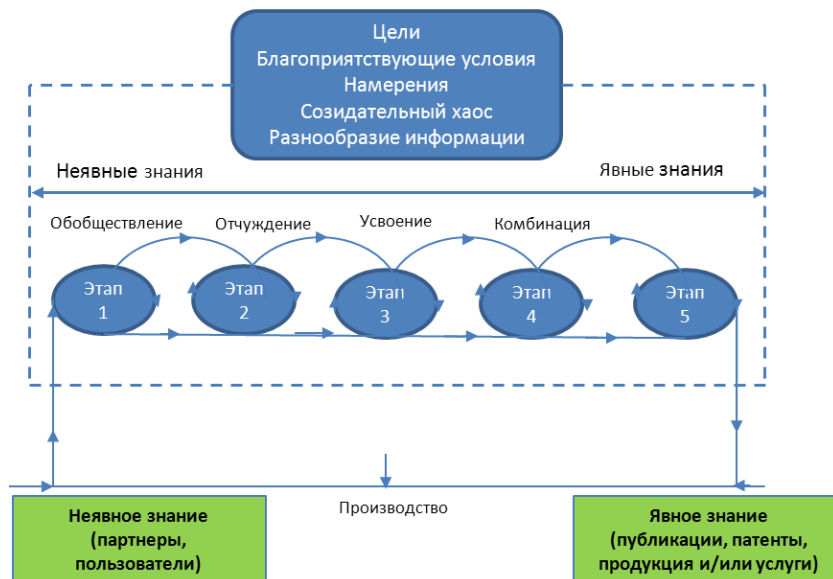 Цели
Благоприятствующие условия
Намерения
Созидательный хаос
Разнообразие информации
Неявные знания
Явные знания
Обобществление
Отчуждение
Усвоение
Комбинация
Этап
1
Этап
2
Этап
3
Этап
4
Этап
5
Производство
Неявное знание
(партнеры,
пользователи)
Явное знание
(публикации, патенты,
продукция и/или услуги)